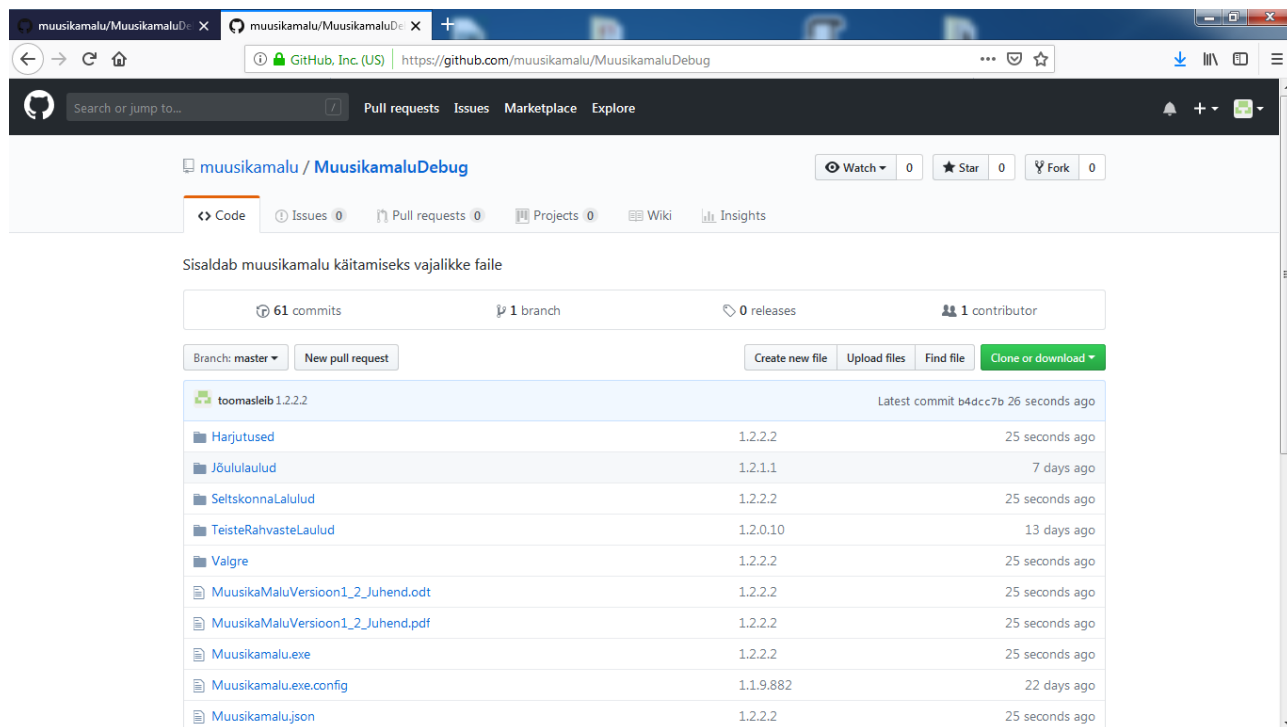 muusikamalu/MuusikamaluDe
muusikamalu/MuusikamaluDe
GitHub, Inc. (US) https://github.com/muusikamalu/MuusikamaluDebug
Search or jump to... / Pull requests Issues Marketplace Explore
muusikamalu / MuusikamaluDebug Watch 0 Star 0 Fork 0
Code Issues 0 Pull requests 0 Projects 0 Wiki Insights
Sisaldab muusikamalu käitamiseks vajalikke faile
61 commits 1 branch 0 releases 1 contributor
Branch: master New pull request Create new file Upload files Find file Clone or download
toomasleib 1.2.2.2 Latest commit b4dcc7b 26 seconds ago
Harjutused 1.2.2.2 25 seconds ago
Jõululaulud 1.2.1.1 7 days ago
SeltskonnaLalulud 1.2.2.2 25 seconds ago
TeisteRahvasteLaulud 1.2.0.10 13 days ago
Valgre 1.2.2.2 25 seconds ago
MuusikaMaluVersioon1_2_Juhend.odt 1.2.2.2 25 seconds ago
MuusikaMaluVersioon1_2_Juhend.pdf 1.2.2.2 25 seconds ago
Muusikamalu.exe 1.2.2.2 25 seconds ago
Muusikamalu.exe.config 1.1.9.882 22 days ago
Muusikamalu.json 1.2.2.2 25 seconds ago